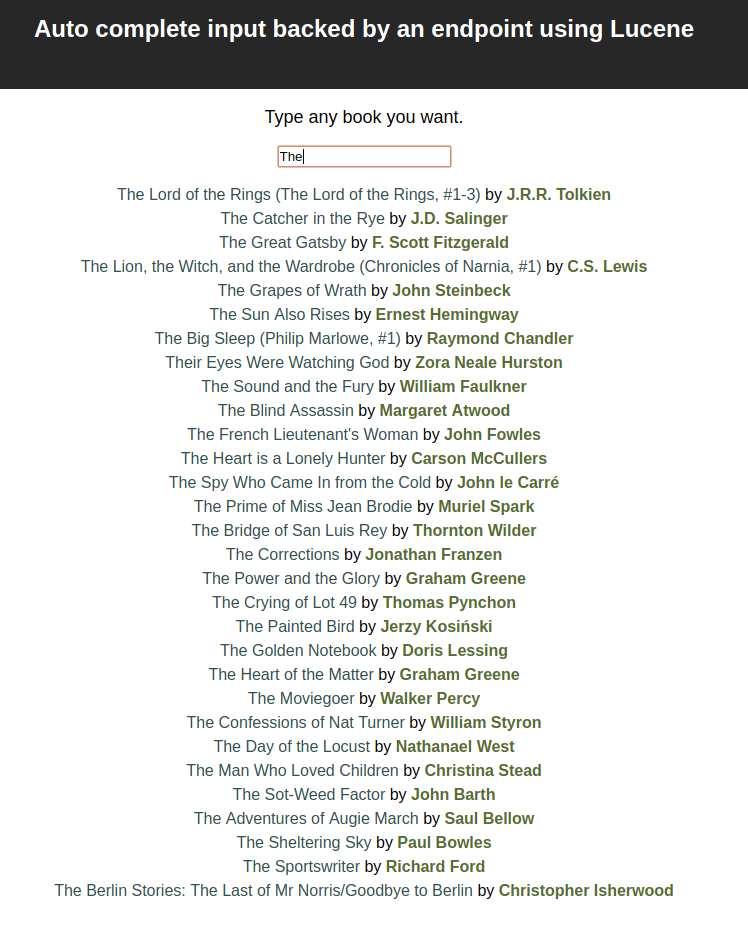 Auto complete input backed by an endpoint using Lucene
Type any book you want.
The
The Lord of the Rings (The Lord of the Rings, #1-3) by J.R.R. Tolkien
The Catcher in the Rye by J.D. Salinger
The Great Gatsby by F. Scott Fitzgerald
The Lion, the Witch, and the Wardrobe (Chronicles of Narnia, #1) by C.S. Lewis
The Grapes of Wrath by John Steinbeck
The Sun Also Rises by Ernest Hemingway
The Big Sleep (Philip Marlowe, #1) by Raymond Chandler
Their Eyes Were Watching God by Zora Neale Hurston
The Sound and the Fury by William Faulkner
The Blind Assassin by Margaret Atwood
The French Lieutenant's Woman by John Fowles
The Heart is a Lonely Hunter by Carson McCullers
The Spy Who Came In from the Cold by John le Carré
The Prime of Miss Jean Brodie by Muriel Spark
The Bridge of San Luis Rey by Thornton Wilder
The Corrections by Jonathan Franzen
The Power and the Glory by Graham Greene
The Crying of Lot 49 by Thomas Pynchon
The Painted Bird by Jerzy Kosiński
The Golden Notebook by Doris Lessing
The Heart of the Matter by Graham Greene
The Moviegoer by Walker Percy
The Confessions of Nat Turner by William Styron
The Day of the Locust by Nathanael West
The Man Who Loved Children by Christina Stead
The Sot-Weed Factor by John Barth
The Adventures of Augie March by Saul Bellow
The Sheltering Sky by Paul Bowles
The Sportswriter by Richard Ford
The Berlin Stories: The Last of Mr Norris/Goodbye to Berlin by Christopher Isherwood